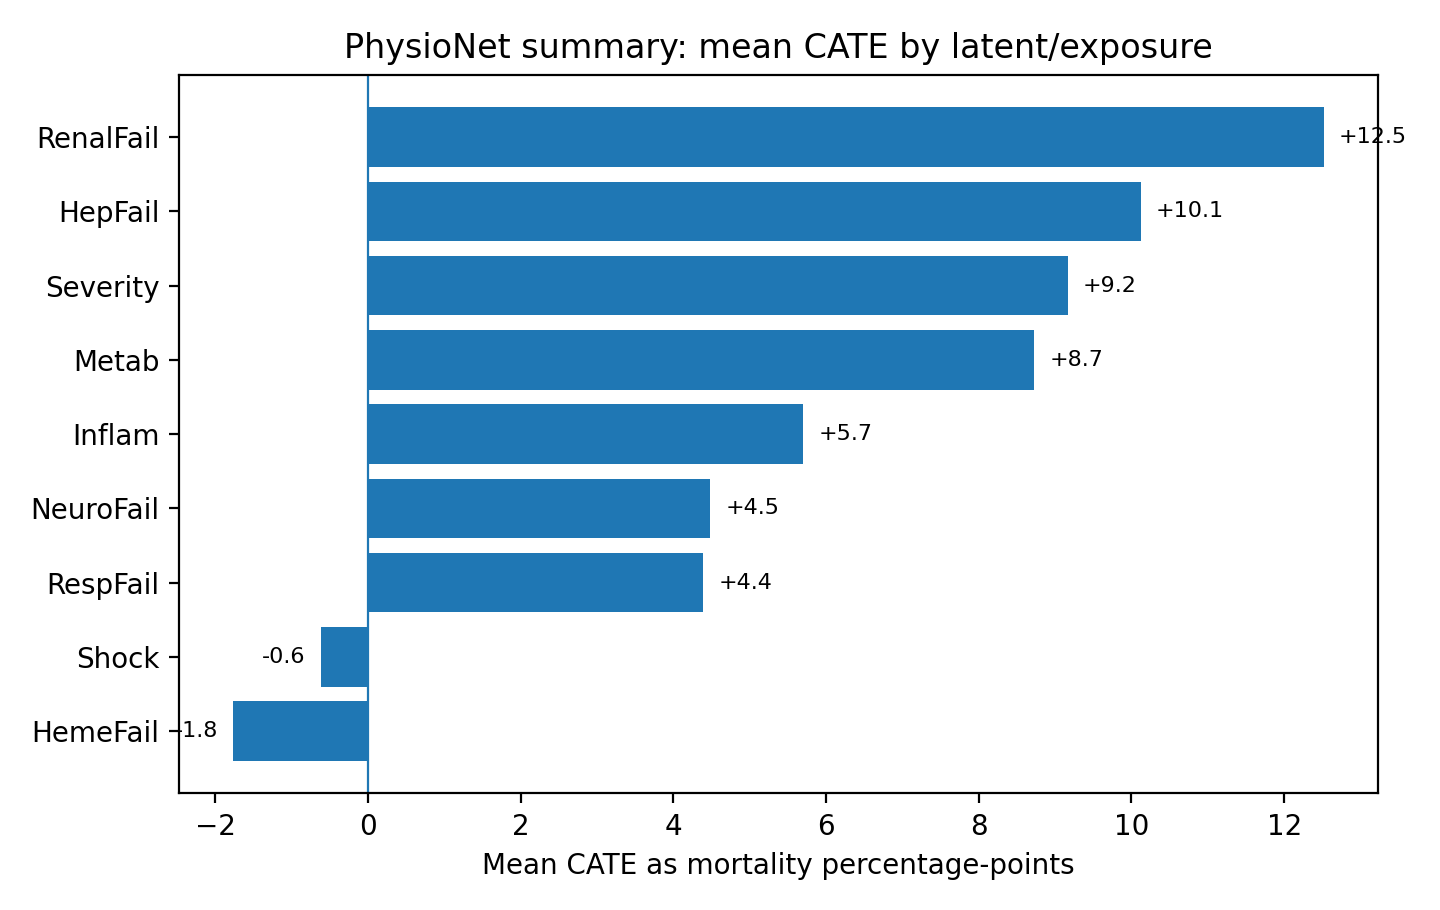 PhysioNet summary: mean CATE by latent/exposure
RenalFail +12.5
HepFail +10.1
Severity +9.2
Metab +8.7
Inflam +5.7
NeuroFail +4.5
RespFail +4.4
Shock -0.6
HemeFail -1.8
−2 0 2 4 6 8 10 12
Mean CATE as mortality percentage-points